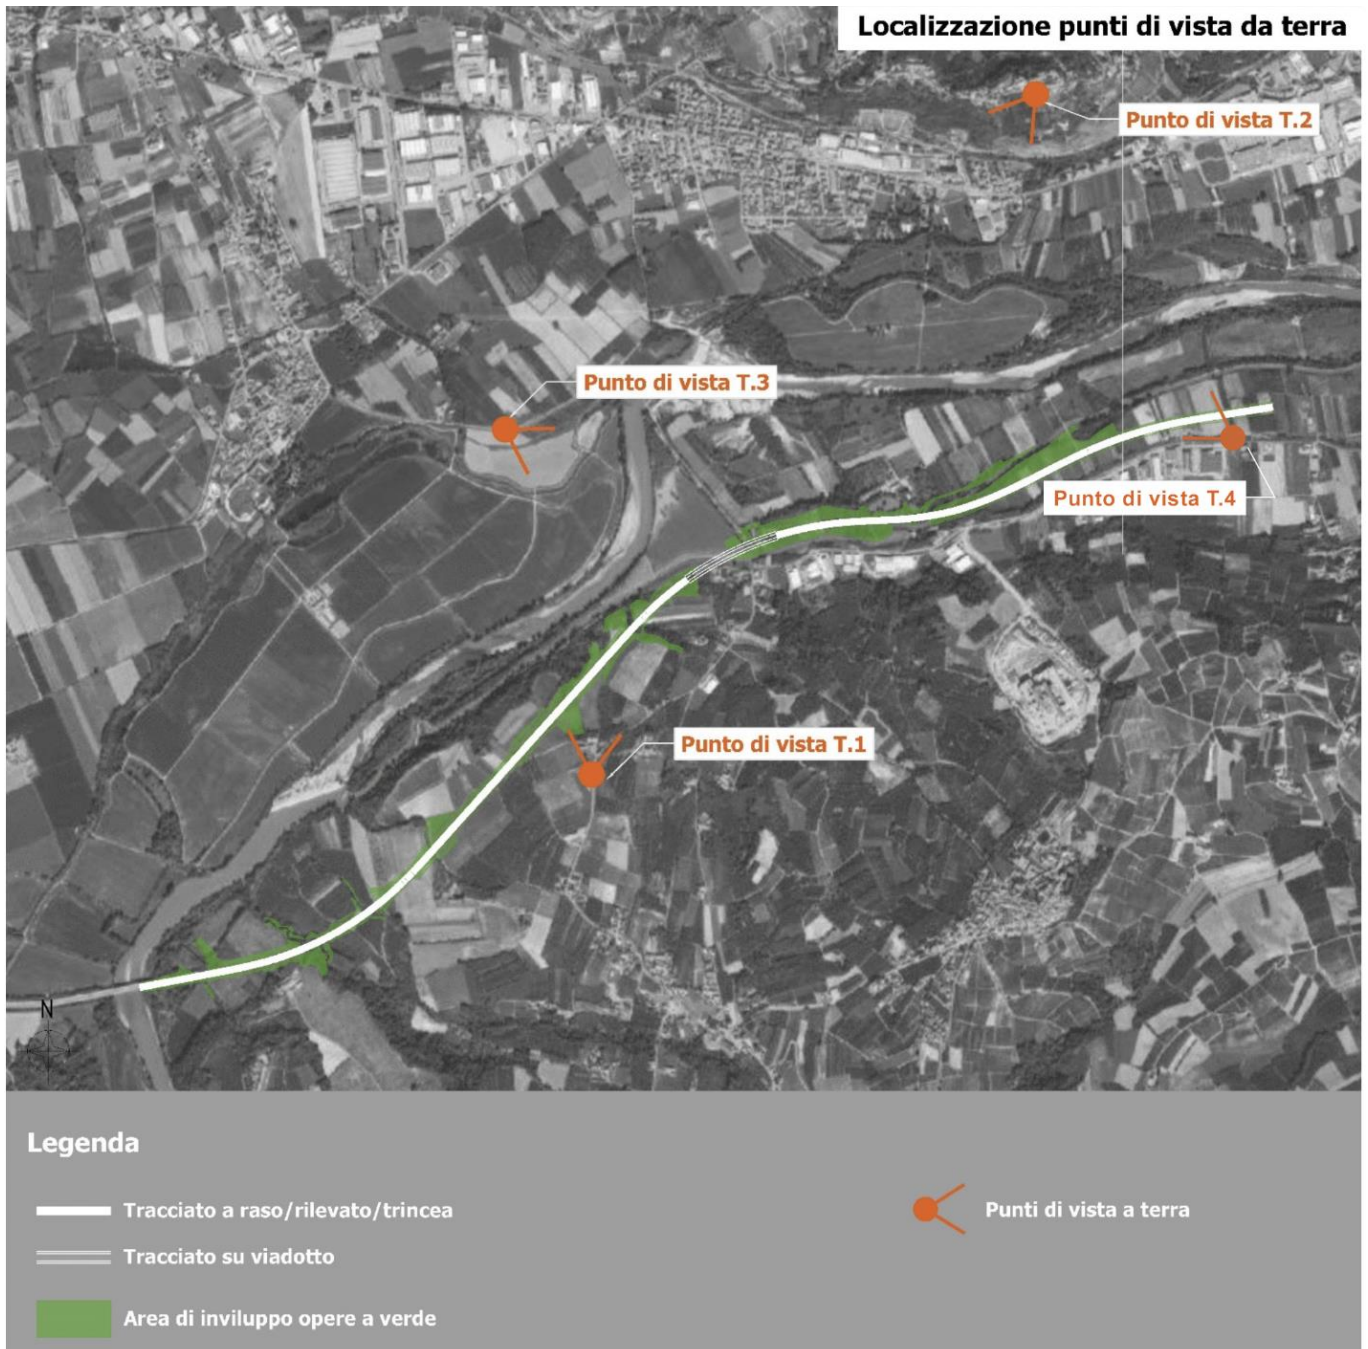 Localizzazione punti di vista da terra
Punto di vista T.2
Punto di vista T.3
Punto di vista T.4
Punto di vista T.1
N
Legenda
Tracciato a raso/rilevato/trincea
Punti di vista a terra
Tracciato su viadotto
Area di inviluppo opere a verde